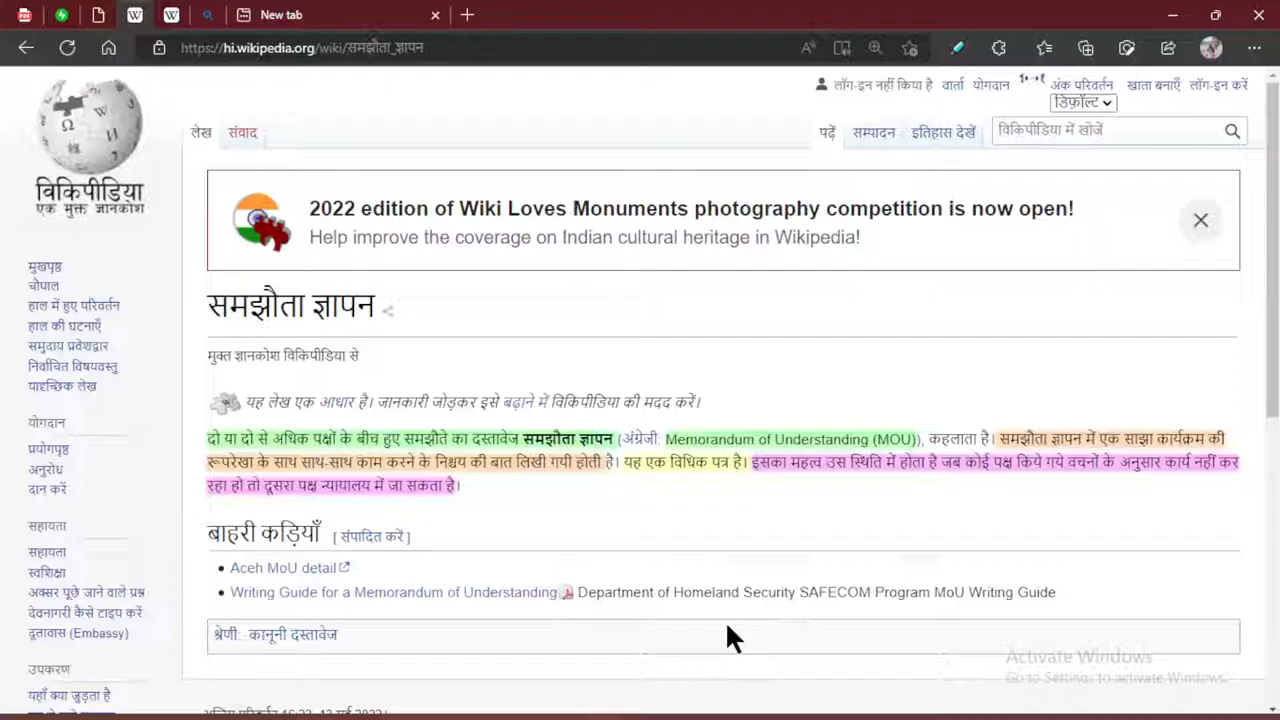 New tab
https://hi.wikipedia.org/wiki/समझौता_ज्ञापन
लॉग-इन नहीं किया है वार्ता योगदान अंक परिवर्तन खाता बनाएँ लॉग-इन करें
डिफ़ॉल्ट
लेख संवाद पढ़ें सम्पादन इतिहास देखें विकिपीडिया में खोजें
विकिपीडिया
एक मुक्त ज्ञानकोश
2022 edition of Wiki Loves Monuments photography competition is now open!
Help improve the coverage on Indian cultural heritage in Wikipedia!
मुखपृष्ठ
चौपाल
हाल में हुए परिवर्तन
हाल की घटनाएँ
समुदाय प्रवेशद्वार
निर्वाचित विषयवस्तु
यादृच्छिक लेख
योगदान
प्रयोगपृष्ठ
अनुरोध
दान करें
सहायता
सहायता
स्वशिक्षा
अक्सर पूछे जाने वाले प्रश्न
देवनागरी कैसे टाइप करें
दूतावास (Embassy)
उपकरण
यहाँ क्या जुड़ता है
समझौता ज्ञापन
मुक्त ज्ञानकोश विकिपीडिया से
यह लेख एक आधार है। जानकारी जोड़कर इसे बढ़ाने में विकिपीडिया की मदद करें।
दो या दो से अधिक पक्षों के बीच हुए समझौते का दस्तावेज समझौता ज्ञापन (अंग्रेजी: Memorandum of Understanding (MOU)), कहलाता है। समझौता ज्ञापन में एक साझा कार्यक्रम की
रूपरेखा के साथ साथ-साथ काम करने के निश्चय की बात लिखी गयी होती है। यह एक विधिक पत्र है। इसका महत्व उस स्थिति में होता है जब कोई पक्ष किये गये वचनों के अनुसार कार्य नहीं कर
रहा हो तो दूसरा पक्ष न्यायालय में जा सकता है।
बाहरी कड़ियाँ [ संपादित करें ]
Aceh MoU detail
Writing Guide for a Memorandum of Understanding Department of Homeland Security SAFECOM Program MoU Writing Guide
श्रेणी: कानूनी दस्तावेज
Activate Windows
Go to Settings to activate Windows.